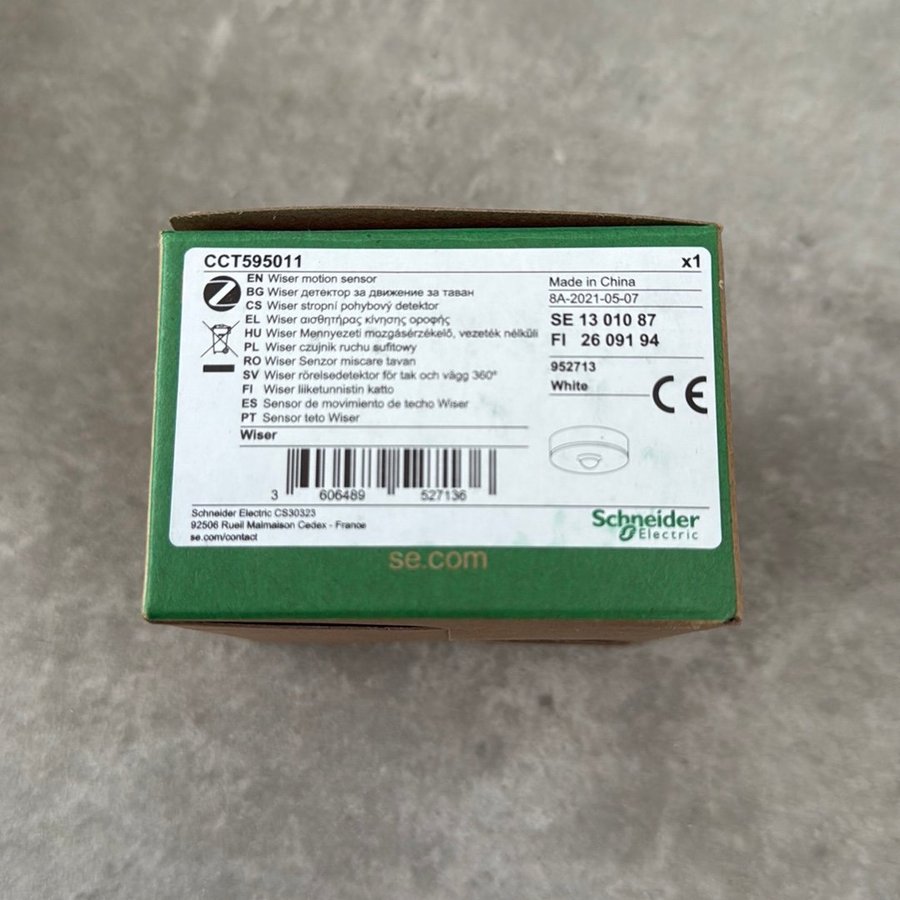 CCT595011
x1
EN Wiser motion sensor
BG Wiser детектор за движение за таван
CS Wiser stropní pohybový detektor
EL Wiser αισθητήρας κίνησης οροφής
HU Wiser Mennyezeti mozgásérzékelő, vezeték nélküli
PL Wiser czujnik ruchu sufitowy
RO Wiser Senzor miscare tavan
SV Wiser rörelsedetektor för tak och vägg 360°
FI Wiser liiketunnistin katto
ES Sensor de movimiento de techo Wiser
PT Sensor teto Wiser
Wiser
Made in China
8A-2021-05-07
SE 13 010 87
FI 26 091 94
952713
White
CE
3 606489 527136
Schneider Electric CS30323
92506 Rueil Malmaison Cedex - France
se.com/contact
Schneider
Electric
se.com